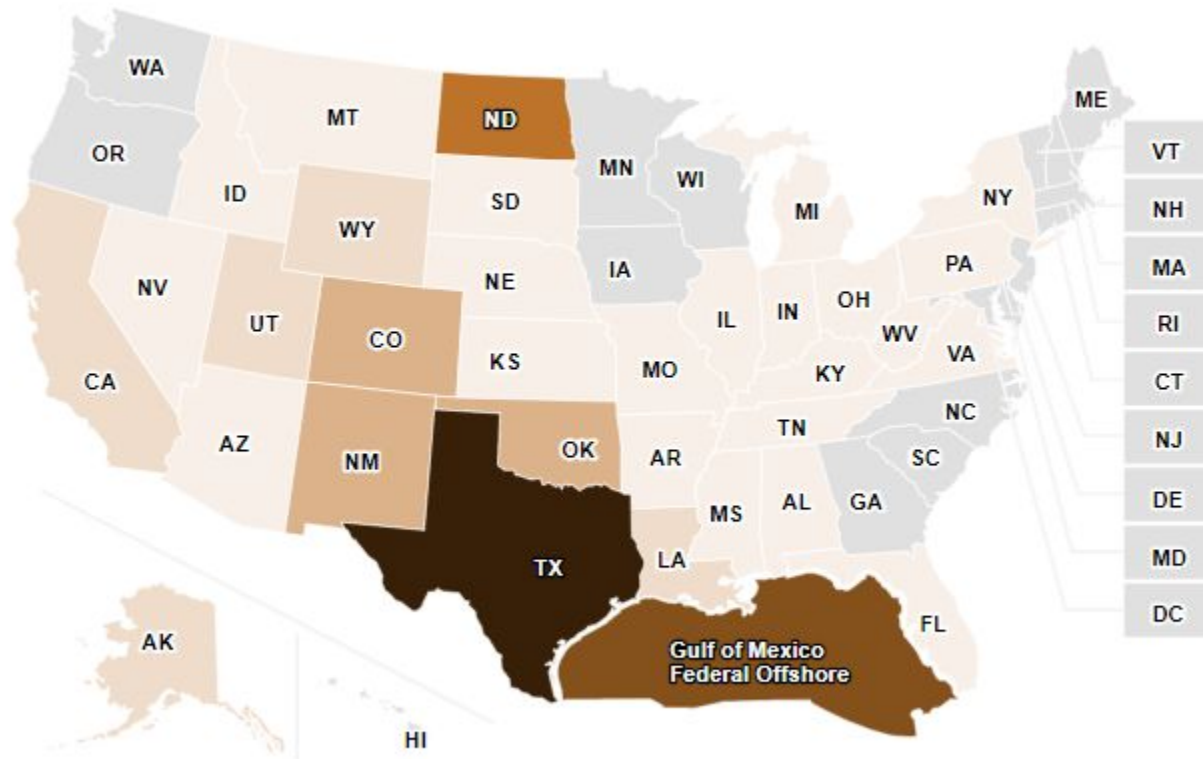 WA
ME
MT
ND
OR
MN
VT
WI
ID
SD
MI
NY
NH
WY
IA
PA
MA
NE
NV
OH
UT
IL
IN
RI
CO
WV
VA
CA
KS
MO
KY
CT
NC
TN
AZ
NM
OK
AR
NJ
SC
MS
AL
GA
DE
LA
MD
TX
DC
FL
AK
Gulf of Mexico
Federal Offshore
HI